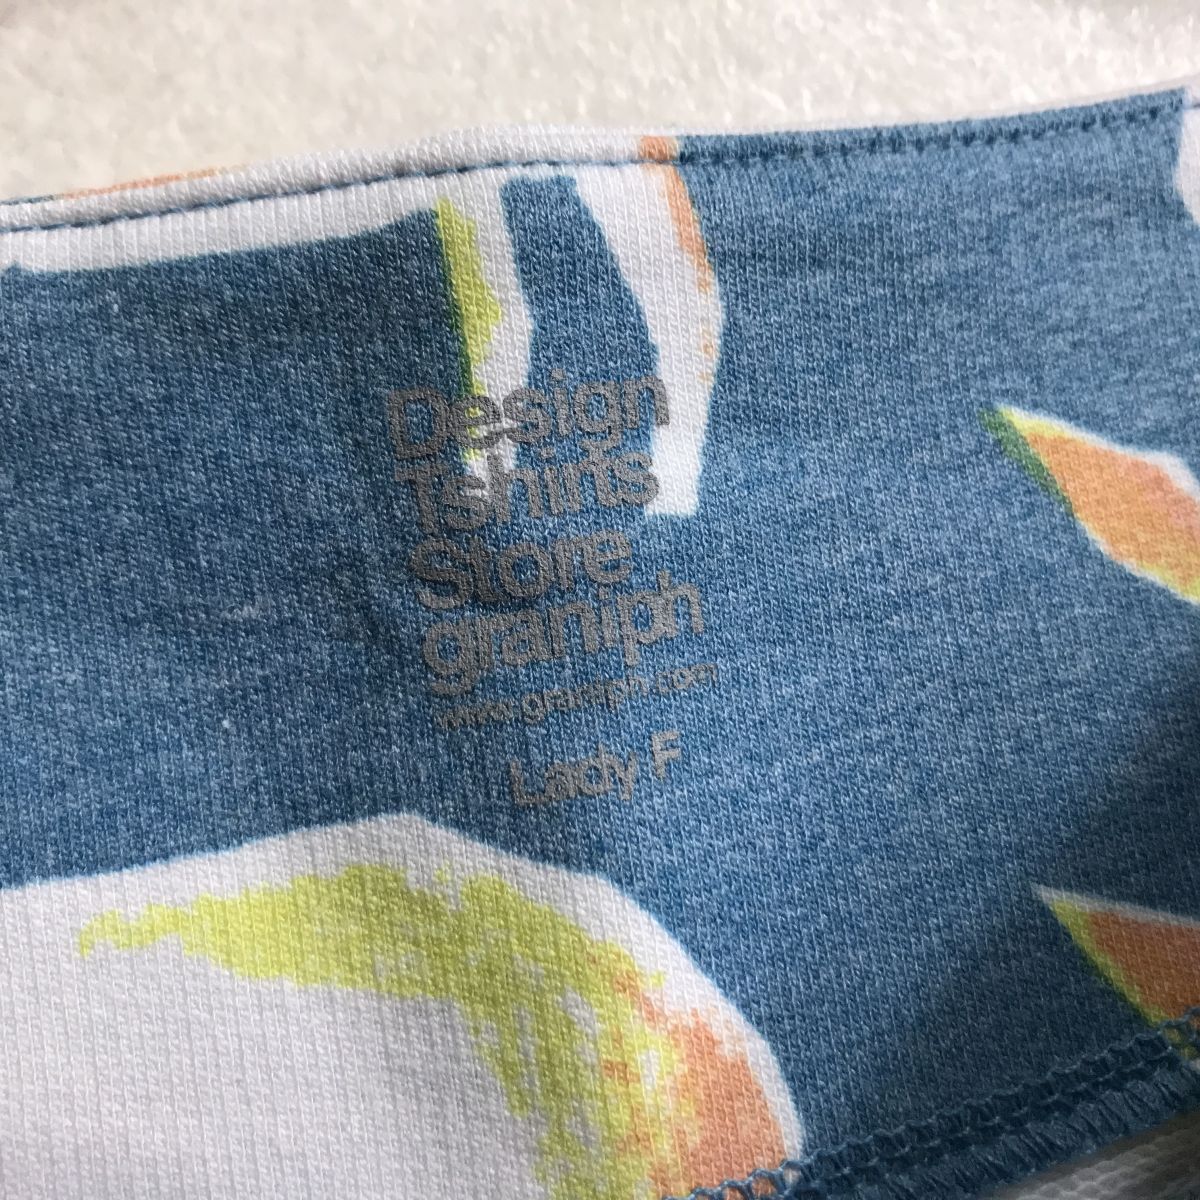 Design
Tshirts
Store
graniph
www.graniph.com
Lady F